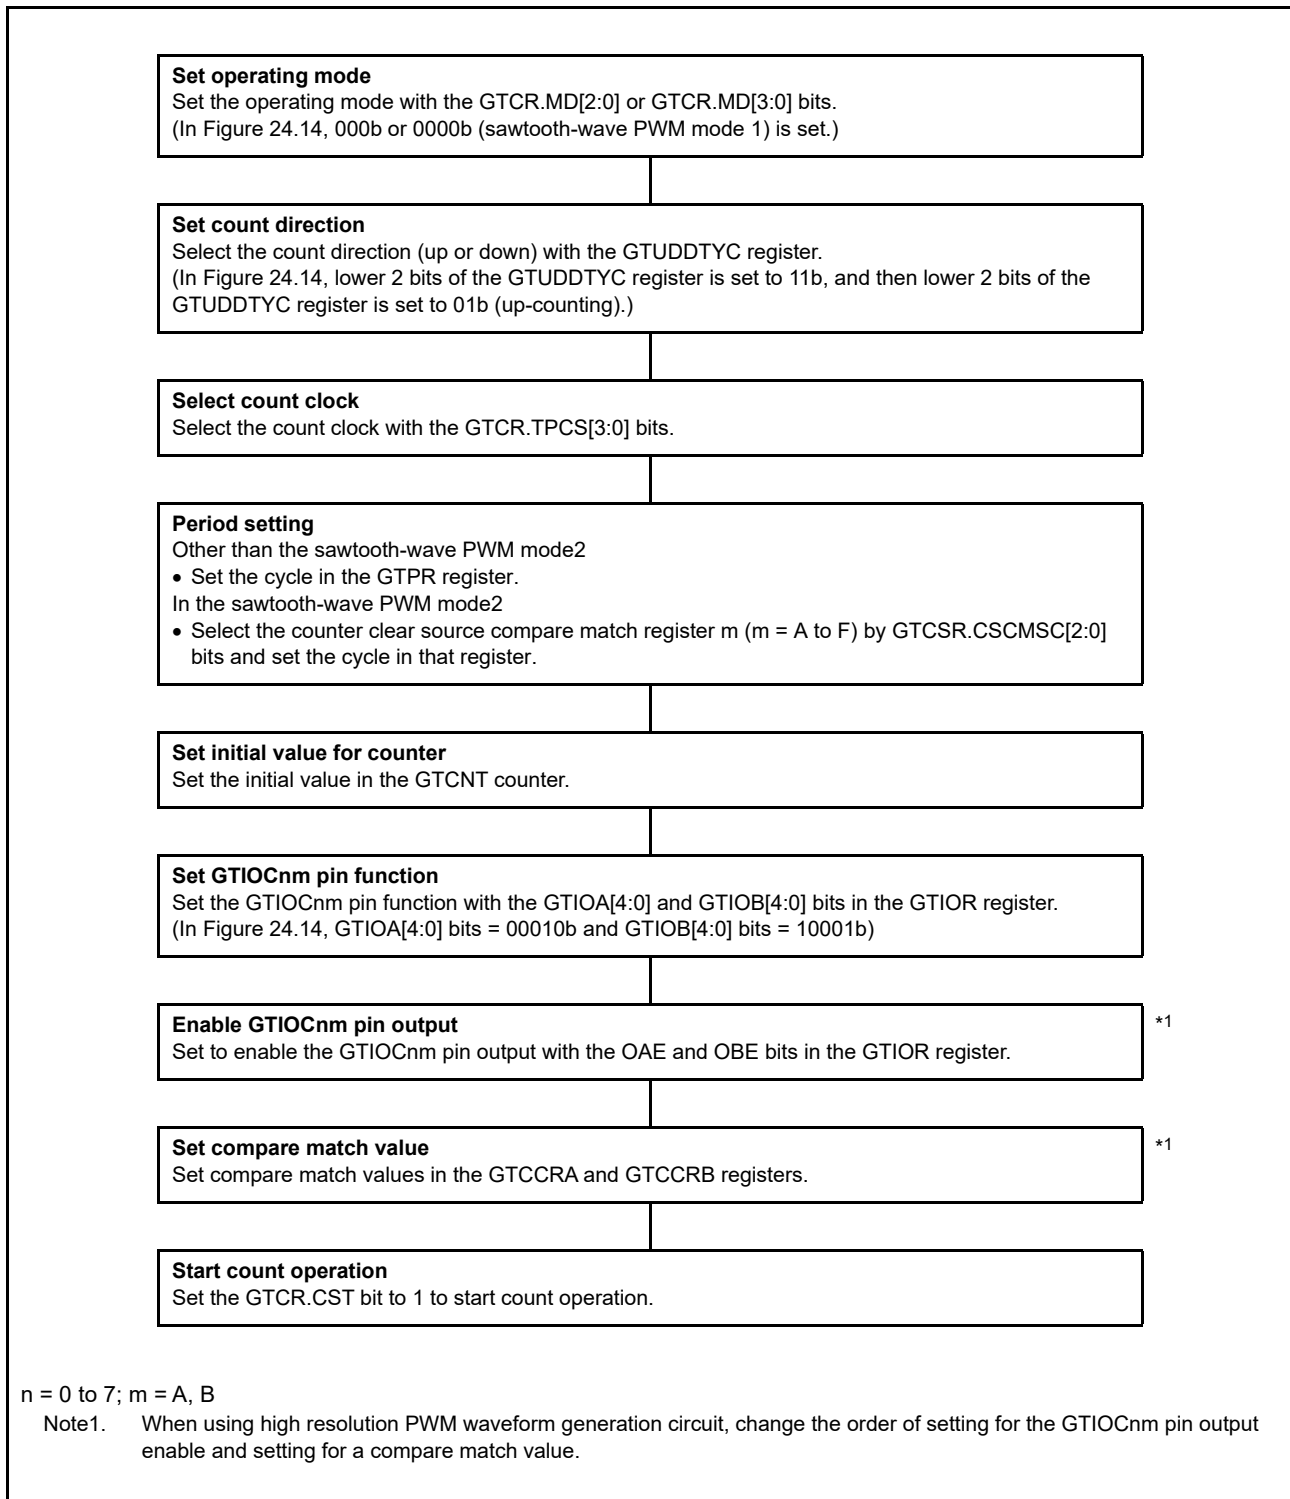 Set operating mode
Set the operating mode with the GTCR.MD[2:0] or GTCR.MD[3:0] bits.
(In Figure 24.14, 000b or 0000b (sawtooth-wave PWM mode 1) is set.)
Set count direction
Select the count direction (up or down) with the GTUDDTYC register.
(In Figure 24.14, lower 2 bits of the GTUDDTYC register is set to 11b, and then lower 2 bits of the
GTUDDTYC register is set to 01b (up-counting).)
Select count clock
Select the count clock with the GTCR.TPCS[3:0] bits.
Period setting
Other than the sawtooth-wave PWM mode2
• Set the cycle in the GTPR register.
In the sawtooth-wave PWM mode2
• Select the counter clear source compare match register m (m = A to F) by GTCSR.CSCMSC[2:0]
bits and set the cycle in that register.
Set initial value for counter
Set the initial value in the GTCNT counter.
Set GTIOCnm pin function
Set the GTIOCnm pin function with the GTIOA[4:0] and GTIOB[4:0] bits in the GTIOR register.
(In Figure 24.14, GTIOA[4:0] bits = 00010b and GTIOB[4:0] bits = 10001b)
Enable GTIOCnm pin output *1
Set to enable the GTIOCnm pin output with the OAE and OBE bits in the GTIOR register.
Set compare match value *1
Set compare match values in the GTCCRA and GTCCRB registers.
Start count operation
Set the GTCR.CST bit to 1 to start count operation.
n = 0 to 7; m = A, B
Note1. When using high resolution PWM waveform generation circuit, change the order of setting for the GTIOCnm pin output
enable and setting for a compare match value.